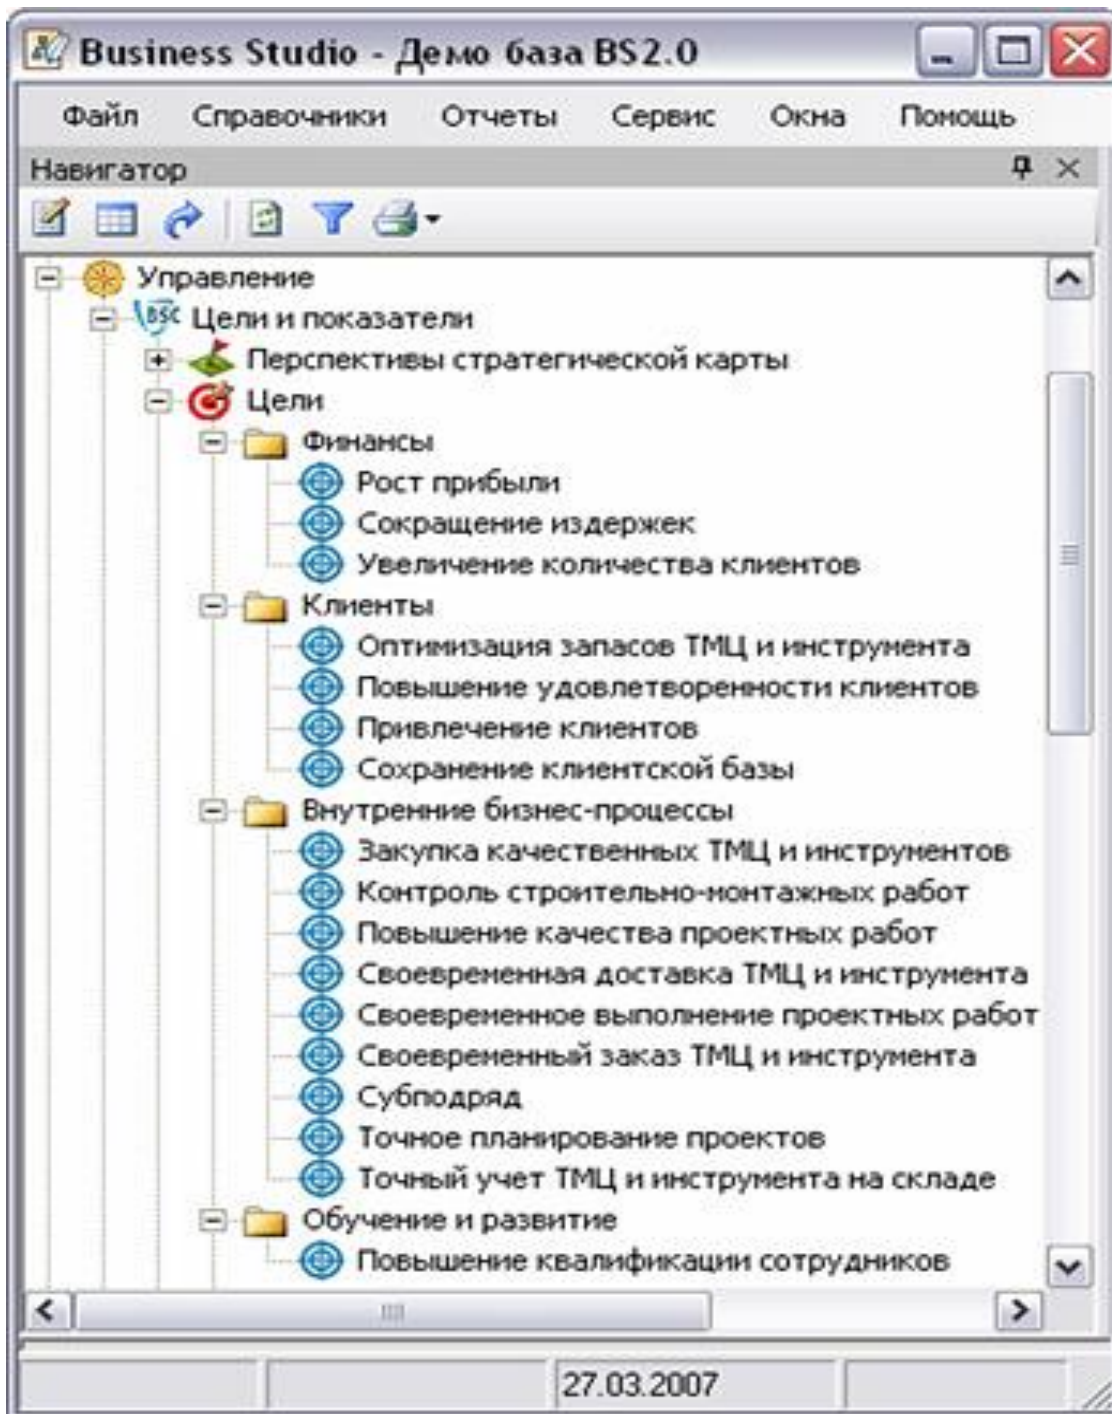 Business Studio - Демо база BS2.0
Файл Справочники Отчеты Сервис Окна Помощь
Навигатор
Управление
BSC Цели и показатели
Перспективы стратегической карты
Цели
Финансы
Рост прибыли
Сокращение издержек
Увеличение количества клиентов
Клиенты
Оптимизация запасов ТМЦ и инструмента
Повышение удовлетворенности клиентов
Привлечение клиентов
Сохранение клиентской базы
Внутренние бизнес-процессы
Закупка качественных ТМЦ и инструментов
Контроль строительно-монтажных работ
Повышение качества проектных работ
Своевременная доставка ТМЦ и инструмента
Своевременное выполнение проектных работ
Своевременный заказ ТМЦ и инструмента
Субподряд
Точное планирование проектов
Точный учет ТМЦ и инструмента на складе
Обучение и развитие
Повышение квалификации сотрудников
27.03.2007